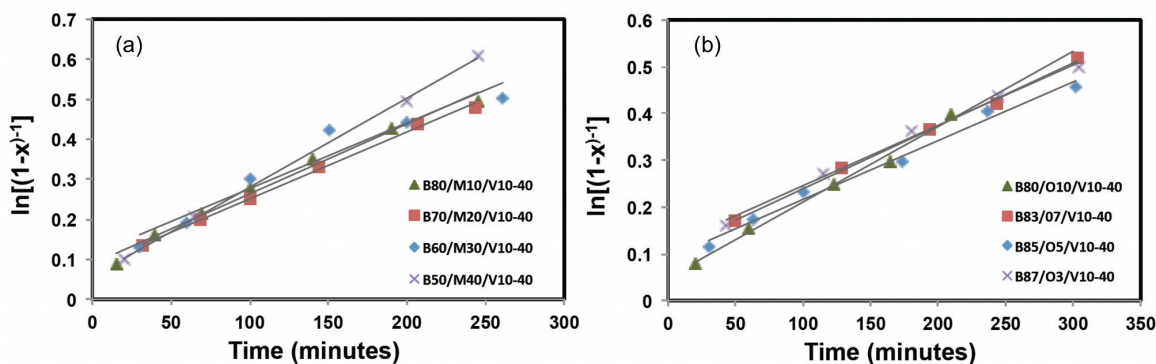 (a)
ln[(1-x)-1]
0.7
0.6
0.5
0.4
0.3
0.2
0.1
0
0 50 100 150 200 250 300
Time (minutes)
B80/M10/V10-40
B70/M20/V10-40
B60/M30/V10-40
B50/M40/V10-40
(b)
ln[(1-x)-1]
0.6
0.5
0.4
0.3
0.2
0.1
0
0 50 100 150 200 250 300 350
Time (minutes)
B80/O10/V10-40
B83/07/V10-40
B85/O5/V10-40
B87/O3/V10-40